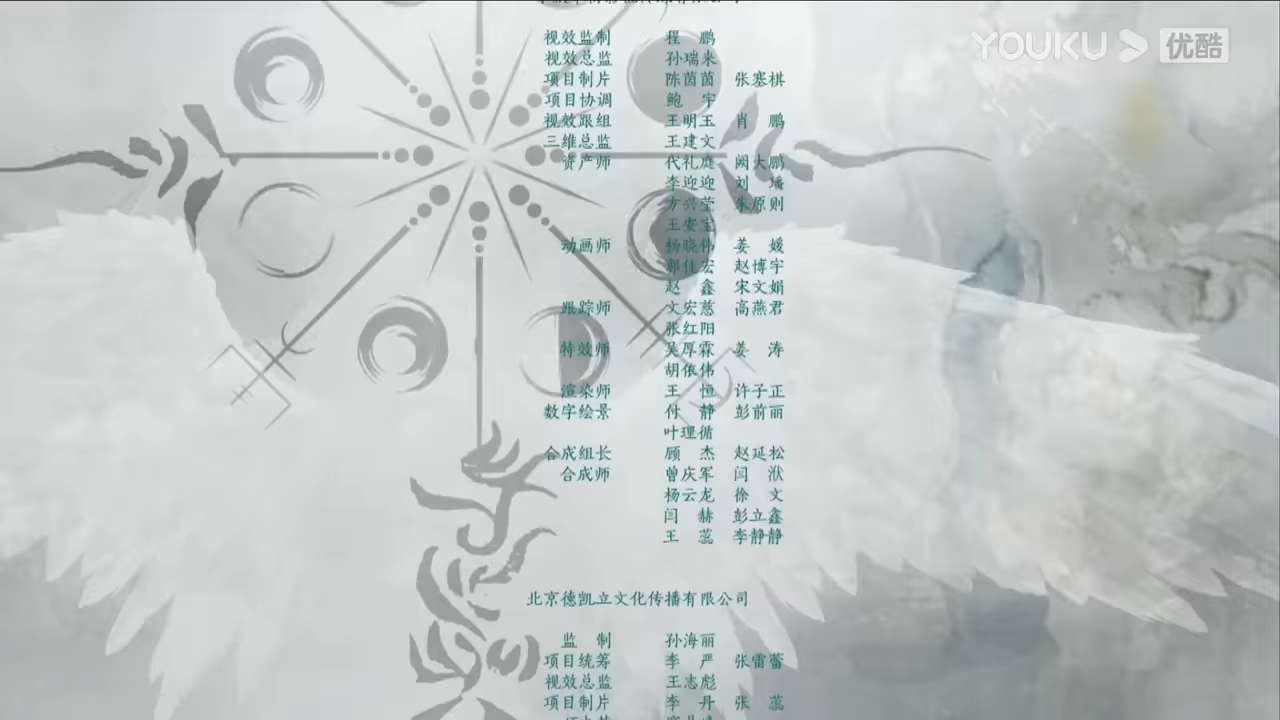 YOUKU 优酷
视效监制 程 鹏
视效总监 孙瑞来
项目制片 陈茵茵 张塞棋
项目协调 鲍 宇
视效跟组 王明玉 肖 鹏
三维总监 王建文
资产师 代礼庭 阙大鹏
李迎迎 刘 墦
方兴莹 朱原则
王安宝
动画师 杨晓伟 姜 媛
郭佳宏 赵博宇
赵 鑫 宋文娟
跟踪师 文宏慈 高燕君
张红阳
特效师 吴厚霖 姜 涛
胡依伟
渲染师 王 恒 许子正
数字绘景 付 静 彭前丽
叶理循
合成组长 顾 杰 赵延松
合成师 曾庆军 闫 洑
杨云龙 徐 文
闫 赫 彭立鑫
王 蕊 李静静
北京德凯立文化传播有限公司
监 制 孙海丽
项目统筹 李 严 张雷蕾
视效总监 王志彪
项目制片 李 丹 张 蕊